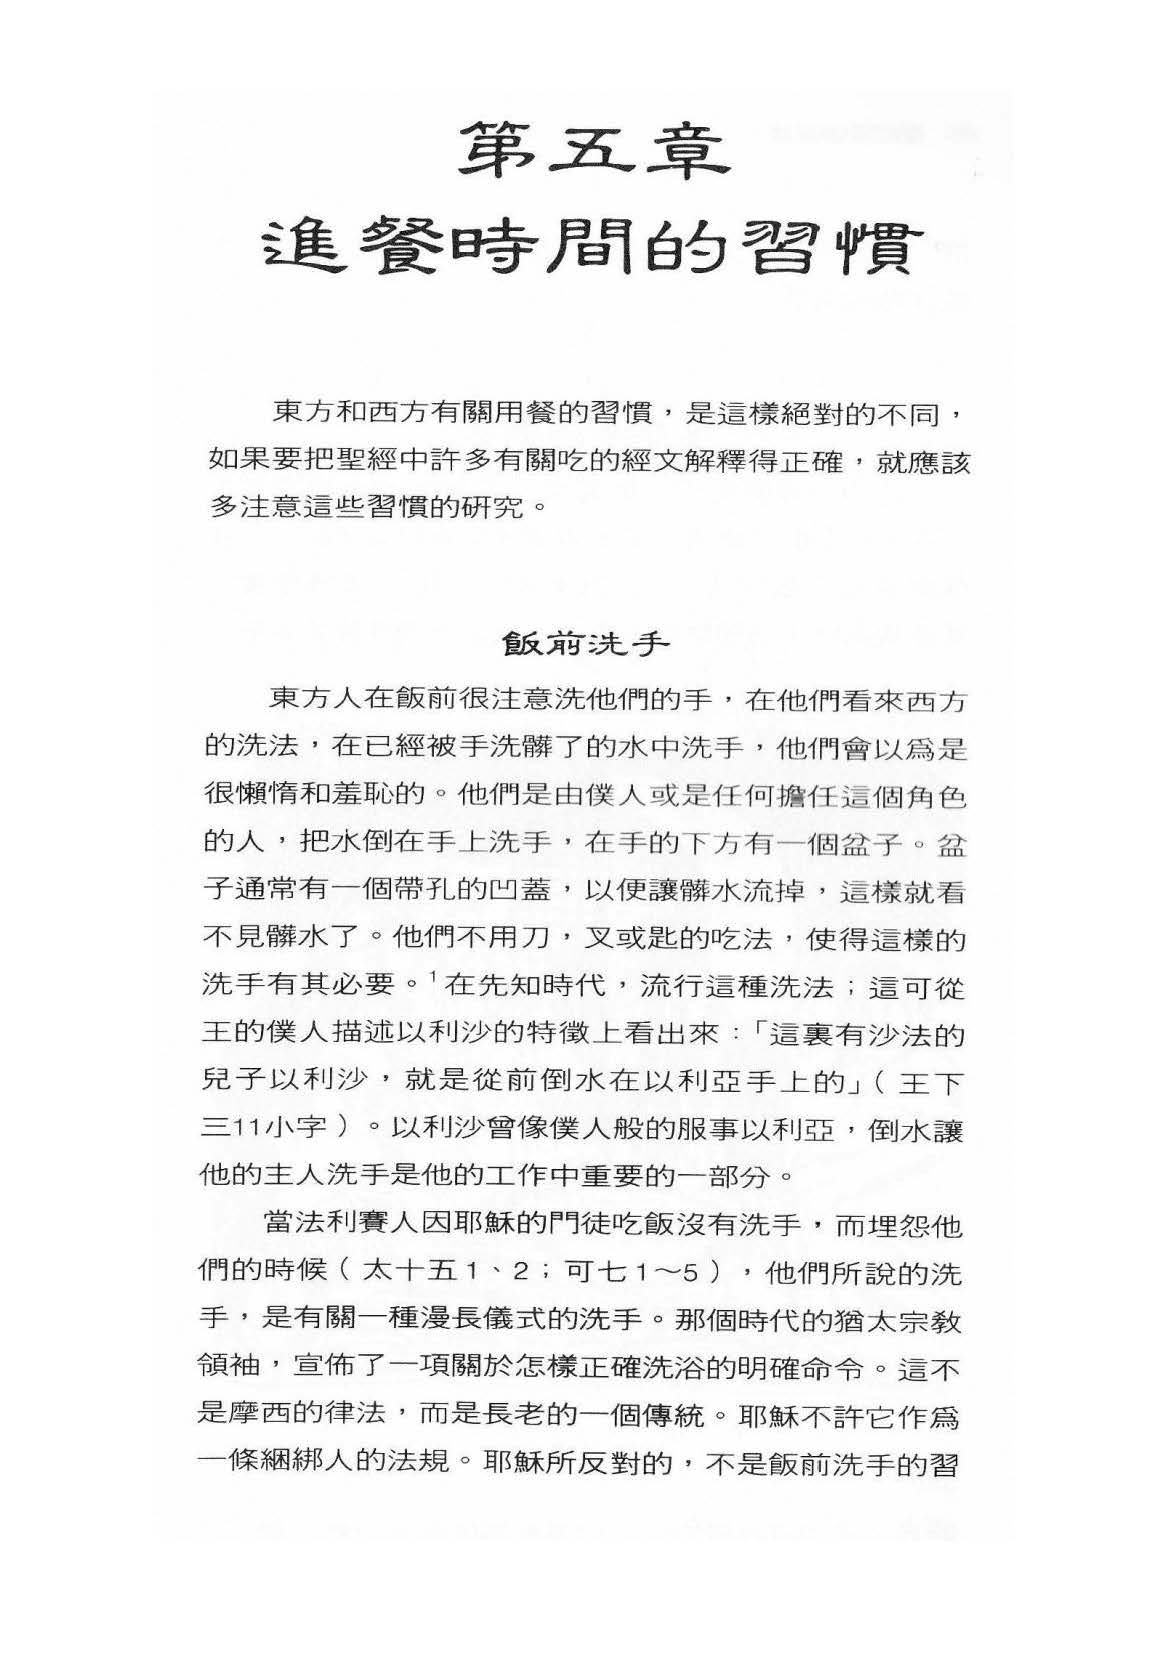 第五章
進餐時間的習慣
東方和西方有關用餐的習慣，是這樣絕對的不同，
如果要把聖經中許多有關吃的經文解釋得正確，就應該
多注意這些習慣的研究。
飯前洗手
東方人在飯前很注意洗他們的手，在他們看來西方
的洗法，在已經被手洗髒了的水中洗手，他們會以爲是
很懶惰和羞恥的。他們是由僕人或是任何擔任這個角色
的人，把水倒在手上洗手，在手的下方有一個盆子。盆
子通常有一個帶孔的凹蓋，以便讓髒水流掉，這樣就看
不見髒水了。他們不用刀，叉或匙的吃法，使得這樣的
洗手有其必要。1在先知時代，流行這種洗法；這可從
王的僕人描述以利沙的特徵上看出來：「這裏有沙法的
兒子以利沙，就是從前倒水在以利亞手上的」（王下
三11小字）。以利沙曾像僕人般的服事以利亞，倒水讓
他的主人洗手是他的工作中重要的一部分。
當法利賽人因耶穌的門徒吃飯沒有洗手，而埋怨他
們的時候（太十五1、2；可七1～5），他們所說的洗
手，是有關一種漫長儀式的洗手。那個時代的猶太宗教
領袖，宣佈了一項關於怎樣正確洗浴的明確命令。這不
是摩西的律法，而是長老的一個傳統。耶穌不許它作爲
一條綑綁人的法規。耶穌所反對的，不是飯前洗手的習